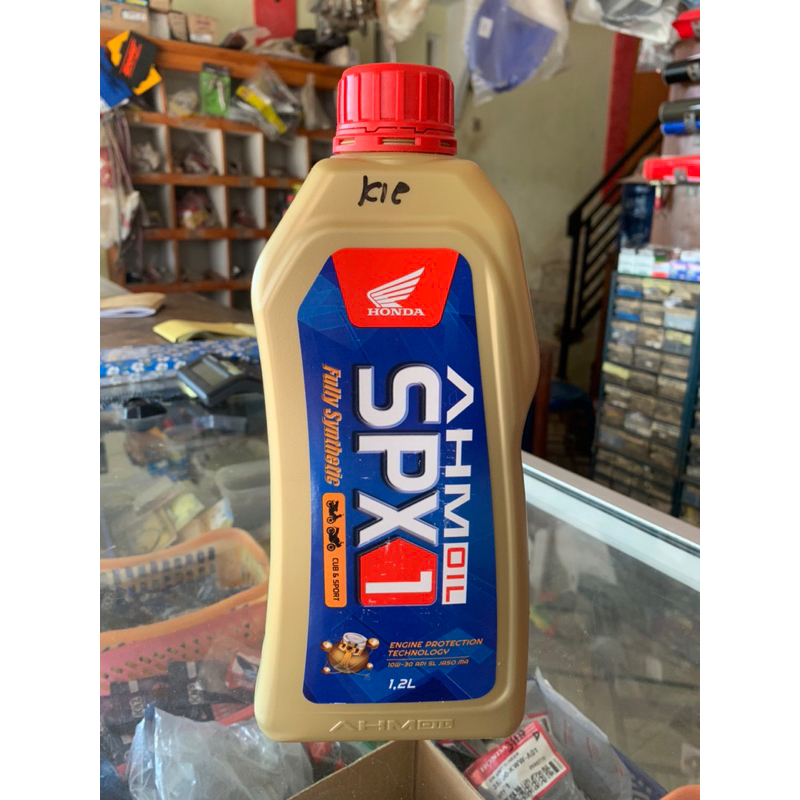 KIP
HONDA
AHM OIL
SPX 1
Fully Synthetic
CUB & SPORT
ENGINE PROTECTION
TECHNOLOGY
10W-30 API SL JASO MA
1,2L
AHM OIL